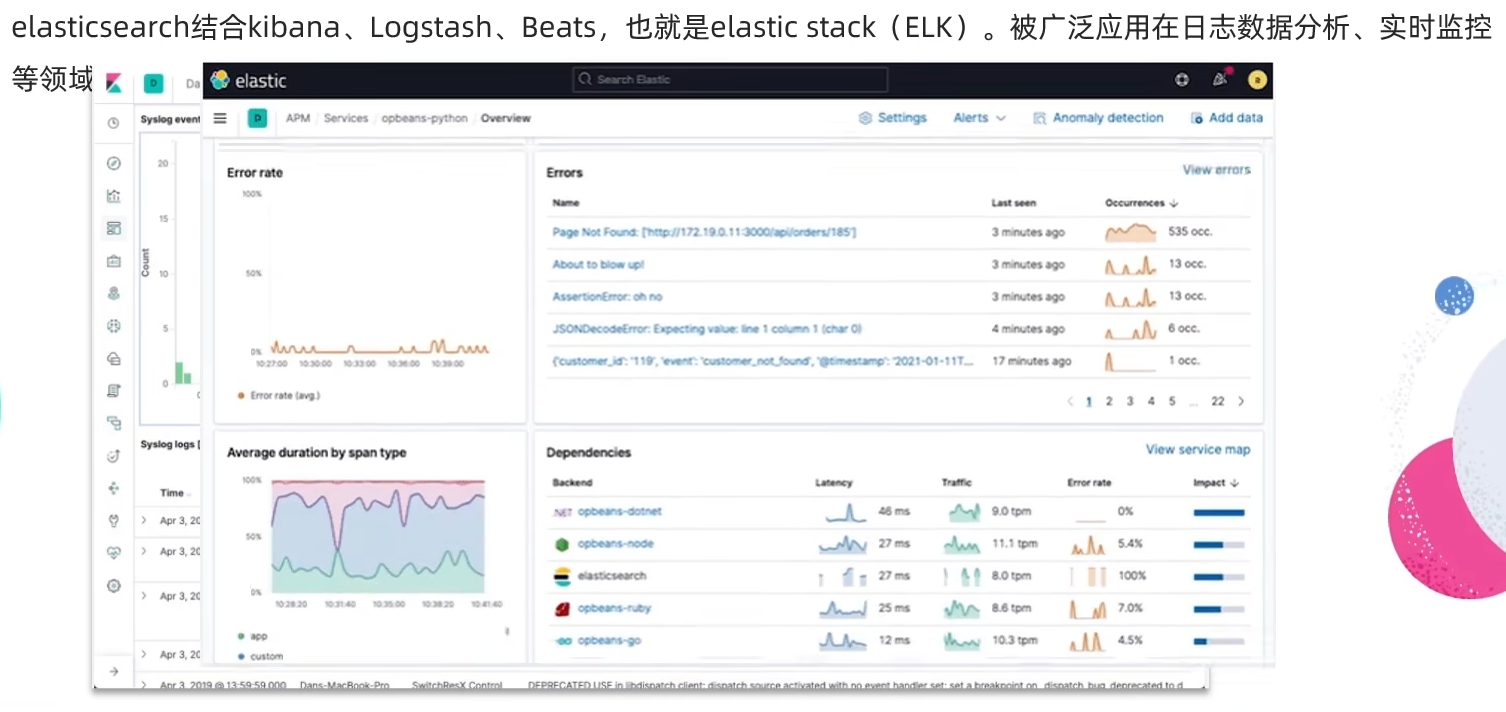 elasticsearch结合kibana、Logstash、Beats，也就是elastic stack（ELK）。被广泛应用在日志数据分析、实时监控
等领域
D Da
elastic Search Elastic a
D APM Services opbeans-python Overview Settings Alerts Anomaly detection Add data
Syslog event
Count
20
15
10
5
0
Syslog logs [
Time
Apr 3, 20
Apr 3, 20
Apr 3, 20
Apr 3, 20
Error rate
100%
50%
0%
10:27:00 10:30:00 10:33:00 10:36:00 10:39:00
Error rate (avg.)
Errors View errors
Name Last seen Occurrences
Page Not Found: ['http://172.19.0.11:3000/api/orders/185'] 3 minutes ago 535 occ.
About to blow up! 3 minutes ago 13 occ.
AssertionError: oh no 3 minutes ago 13 occ.
JSONDecodeError: Expecting value: line 1 column 1 (char 0) 4 minutes ago 6 occ.
{'customer_id': '119', 'event': 'customer_not_found', '@timestamp': '2021-01-11T... 17 minutes ago 1 occ.
1 2 3 4 5 ... 22
Average duration by span type
100%
50%
0%
10:28:20 10:31:40 10:35:00 10:38:20 10:41:40
app
custom
Dependencies View service map
Backend Latency Traffic Error rate Impact
.NET opbeans-dotnet 46 ms 9.0 tpm 0%
opbeans-node 27 ms 11.1 tpm 5.4%
elasticsearch 27 ms 8.0 tpm 100%
opbeans-ruby 25 ms 8.6 tpm 7.0%
GO opbeans-go 12 ms 10.3 tpm 4.5%
Apr 3, 2019 @ 13:59:59.000 Dans-MacBook-Pro SwitchResX Control DEPRECATED USE in libdispatch client: dispatch source activated with no event handler set; set a breakpoint on _dispatch_bug_deprecated to d